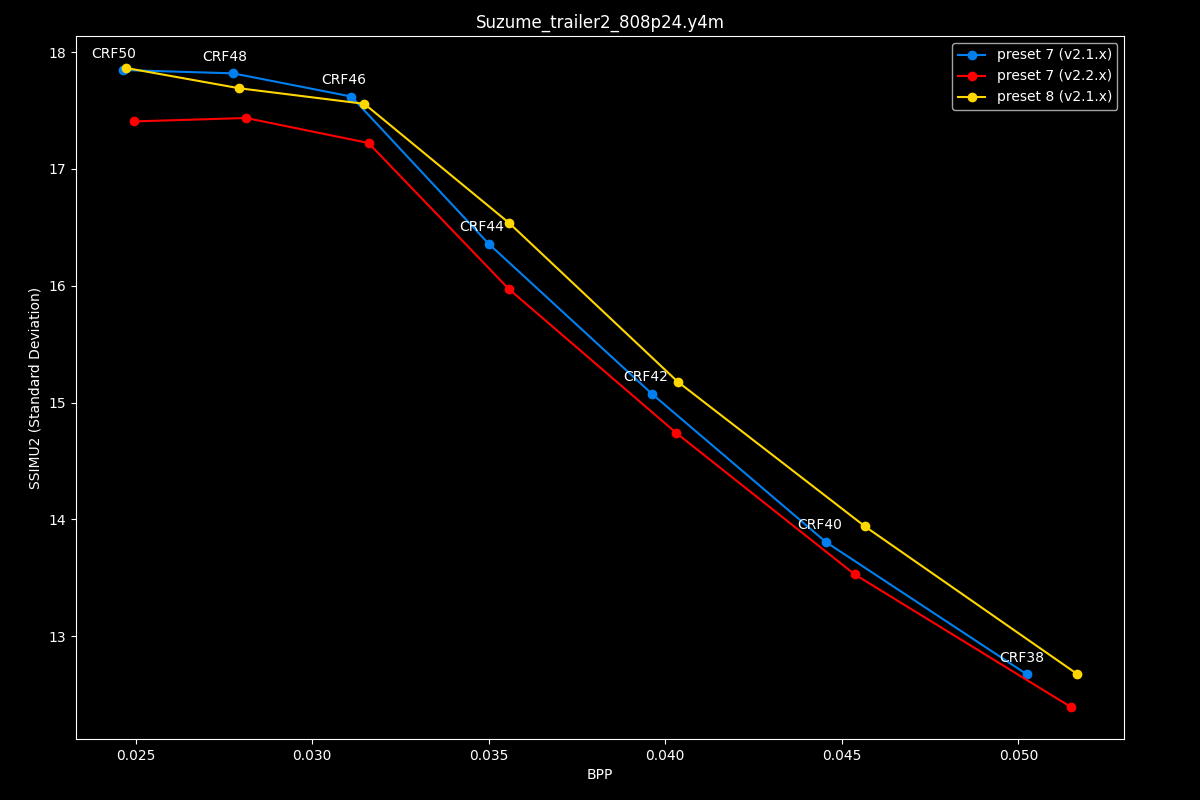 Suzume_trailer2_808p24.y4m
preset 7 (v2.1.x)
preset 7 (v2.2.x)
preset 8 (v2.1.x)
CRF50
CRF48
CRF46
CRF44
CRF42
CRF40
CRF38
SSIMU2 (Standard Deviation)
18
17
16
15
14
13
0.025
0.030
0.035
0.040
0.045
0.050
BPP